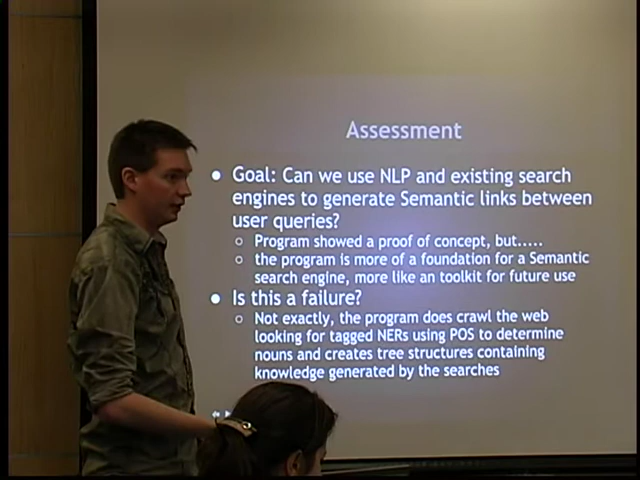 Assessment
● Goal: Can we use NLP and existing search
engines to generate Semantic links between
user queries?
○ Program showed a proof of concept, but.....
○ the program is more of a foundation for a Semantic
search engine, more like an toolkit for future use
● Is this a failure?
○ Not exactly, the program does crawl the web
looking for tagged NERs using POS to determine
nouns and creates tree structures containing
knowledge generated by the searches